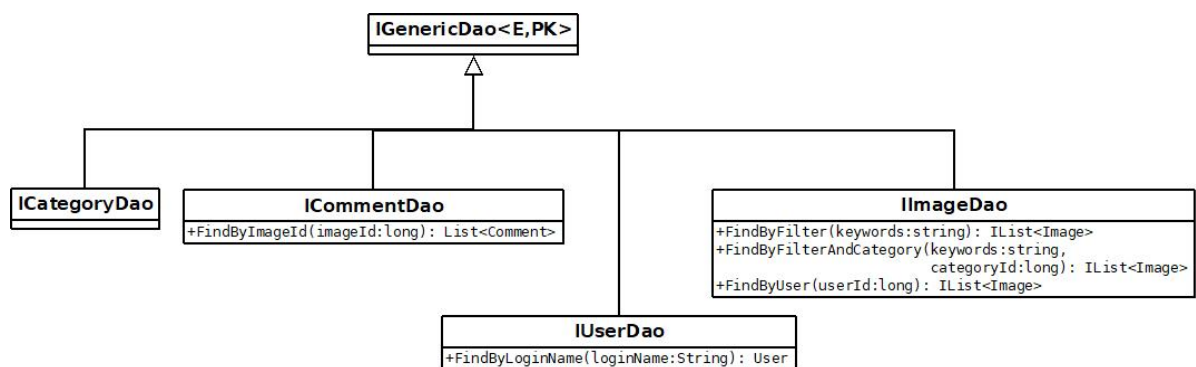 IGenericDao<E,PK>
ICategoryDao
ICommentDao
+FindByImageId(imageId:long): List<Comment>
IImageDao
+FindByFilter(keywords:string): IList<Image>
+FindByFilterAndCategory(keywords:string,
categoryId:long): IList<Image>
+FindByUser(userId:long): IList<Image>
IUserDao
+FindByLoginName(loginName:String): User